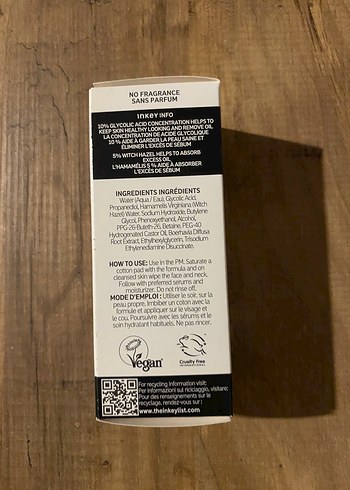 NO FRAGRANCE
SANS PARFUM
INKEY INFO
10% GLYCOLIC ACID CONCENTRATION HELPS TO
KEEP SKIN HEALTHY LOOKING AND REMOVE OIL
LA CONCENTRATION DE ACIDE GLYCOLIQUE
10 % AIDE À GARDER LA PEAU SAINE ET
ÉLIMINER L'EXCÈS DE SÉBUM
5% WITCH HAZEL HELPS TO ABSORB
EXCESS OIL
L'HAMAMÉLIS 5 % AIDE À ABSORBER
L'EXCÈS DE SÉBUM
INGREDIENTS INGRÉDIENTS
Water (Aqua / Eau), Glycolic Acid,
Propanediol, Hamamelis Virginiana (Witch
Hazel) Water, Sodium Hydroxide, Butylene
Glycol, Phenoxyethanol, Alcohol,
PPG-26-Buteth-26, Betaine, PEG-40
Hydrogenated Castor Oil, Boerhavia Diffusa
Root Extract, Ethylhexylglycerin, Trisodium
Ethylenediamine Disuccinate.
HOW TO USE: Use in the PM. Saturate a
cotton pad with the formula and on
cleansed skin wipe the face and neck.
Follow with preferred serums and
moisturizer. Do not rinse off.
MODE D'EMPLOI : Utiliser le soir, sur la
peau propre. Imbiber un coton avec la
formule et appliquer sur le visage et
le cou. Poursuivre avec les sérums et le
soin hydratant habituels. Ne pas rincer.
Vegan
Cruelty Free
INTERNATIONAL
For recycling information visit:
Per informazioni sul riciclaggio, visitare:
Pour des renseignements sur le
recyclage, rendez-vous sur :
www.theinkeylist.com